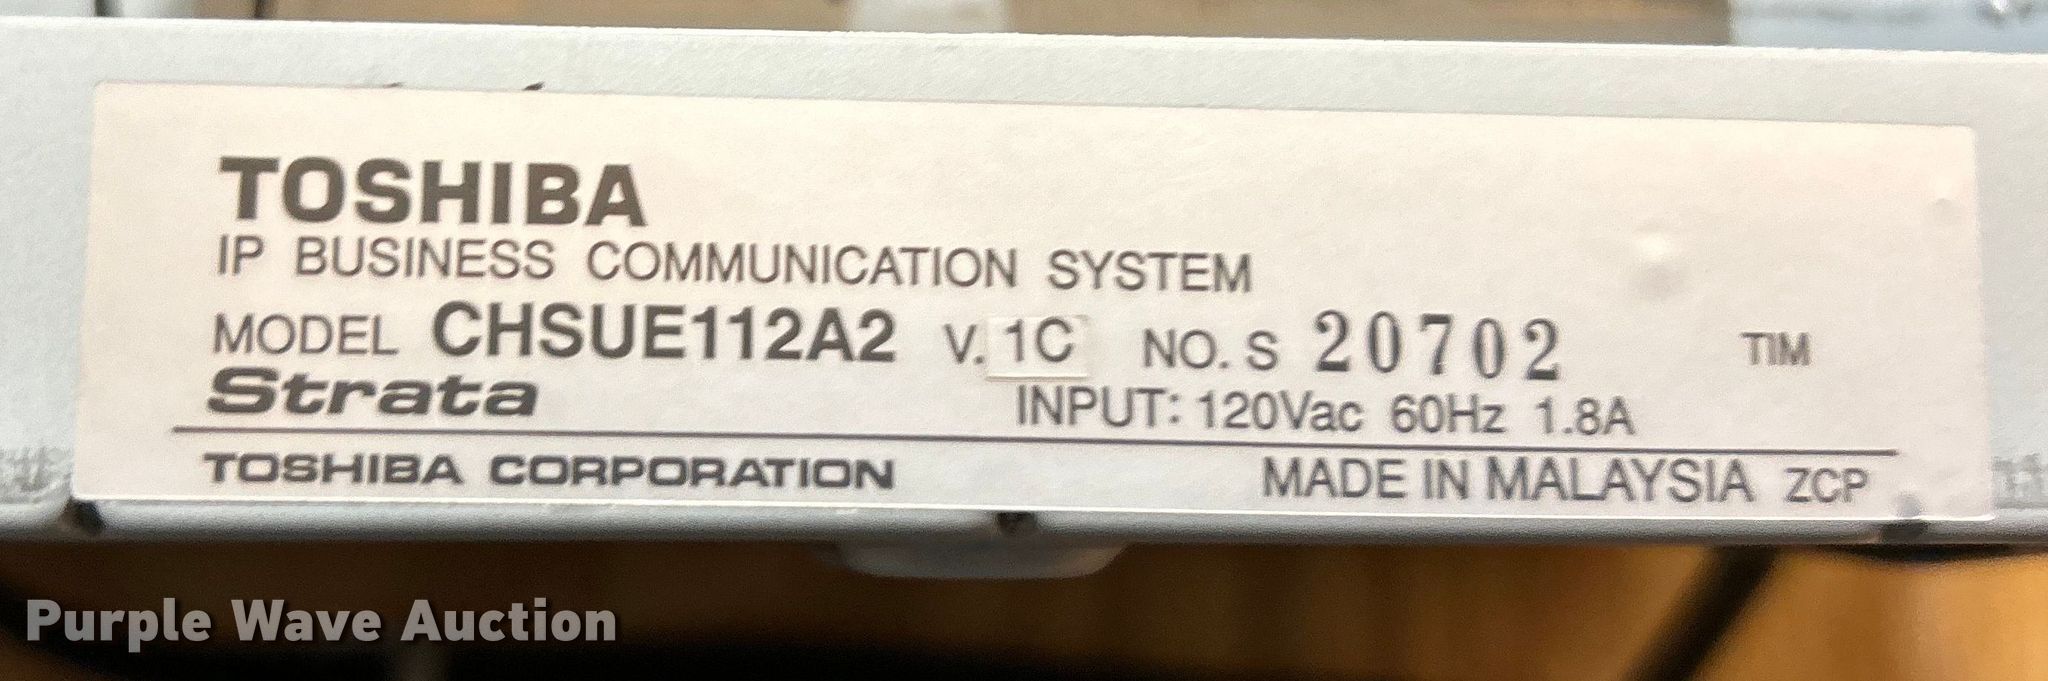 TOSHIBA
IP BUSINESS COMMUNICATION SYSTEM
MODEL CHSUE112A2 V. 1C NO. S 20702 TIM
Strata INPUT: 120Vac 60Hz 1.8A
TOSHIBA CORPORATION MADE IN MALAYSIA ZCP
Purple Wave Auction